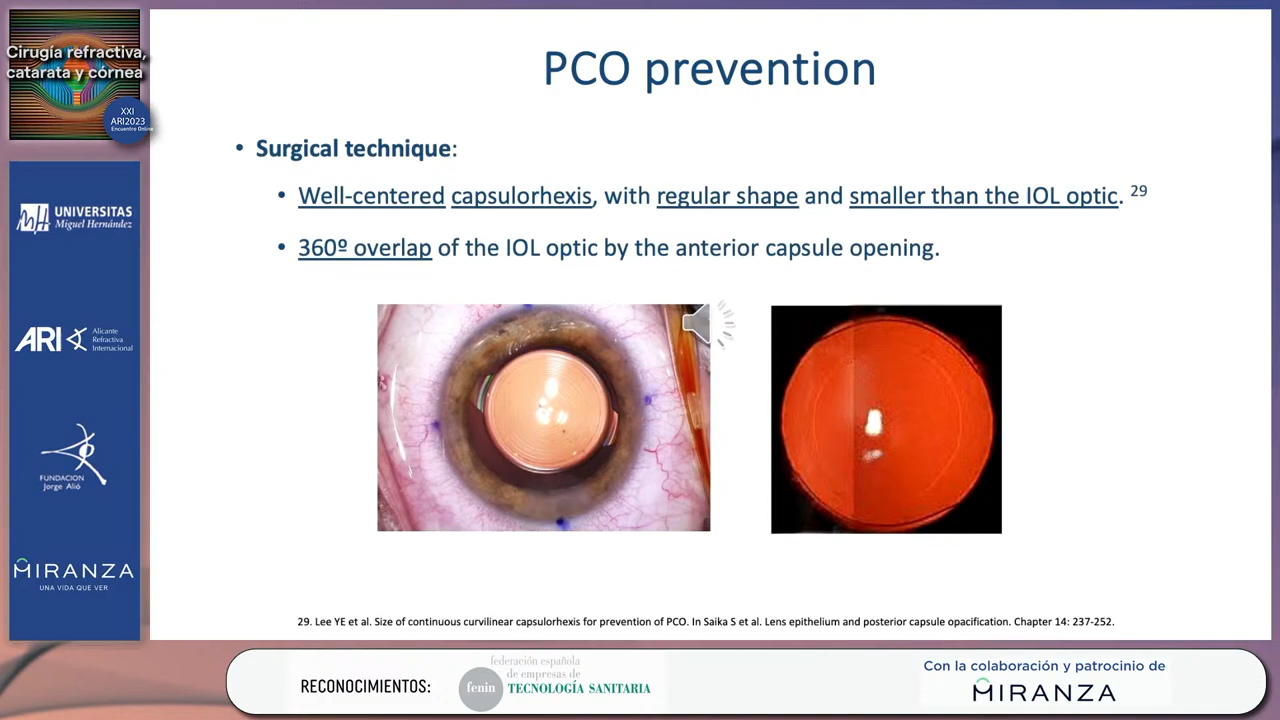 Cirugía refractiva,
catarata y córnea
XXI
ARI2023
Encuentro Online
UNIVERSITAS
Miguel Hernández
ARI
Alicante
Refractiva
Internacional
FUNDACION
Jorge Alió
MIRANZA
UNA VIDA QUE VER
PCO prevention
• Surgical technique:
• Well-centered capsulorhexis, with regular shape and smaller than the IOL optic. 29
• 360º overlap of the IOL optic by the anterior capsule opening.
29. Lee YE et al. Size of continuous curvilinear capsulorhexis for prevention of PCO. In Saika S et al. Lens epithelium and posterior capsule opacification. Chapter 14: 237-252.
RECONOCIMIENTOS:
fenin
federación española
de empresas de
TECNOLOGÍA SANITARIA
Con la colaboración y patrocinio de
MIRANZA